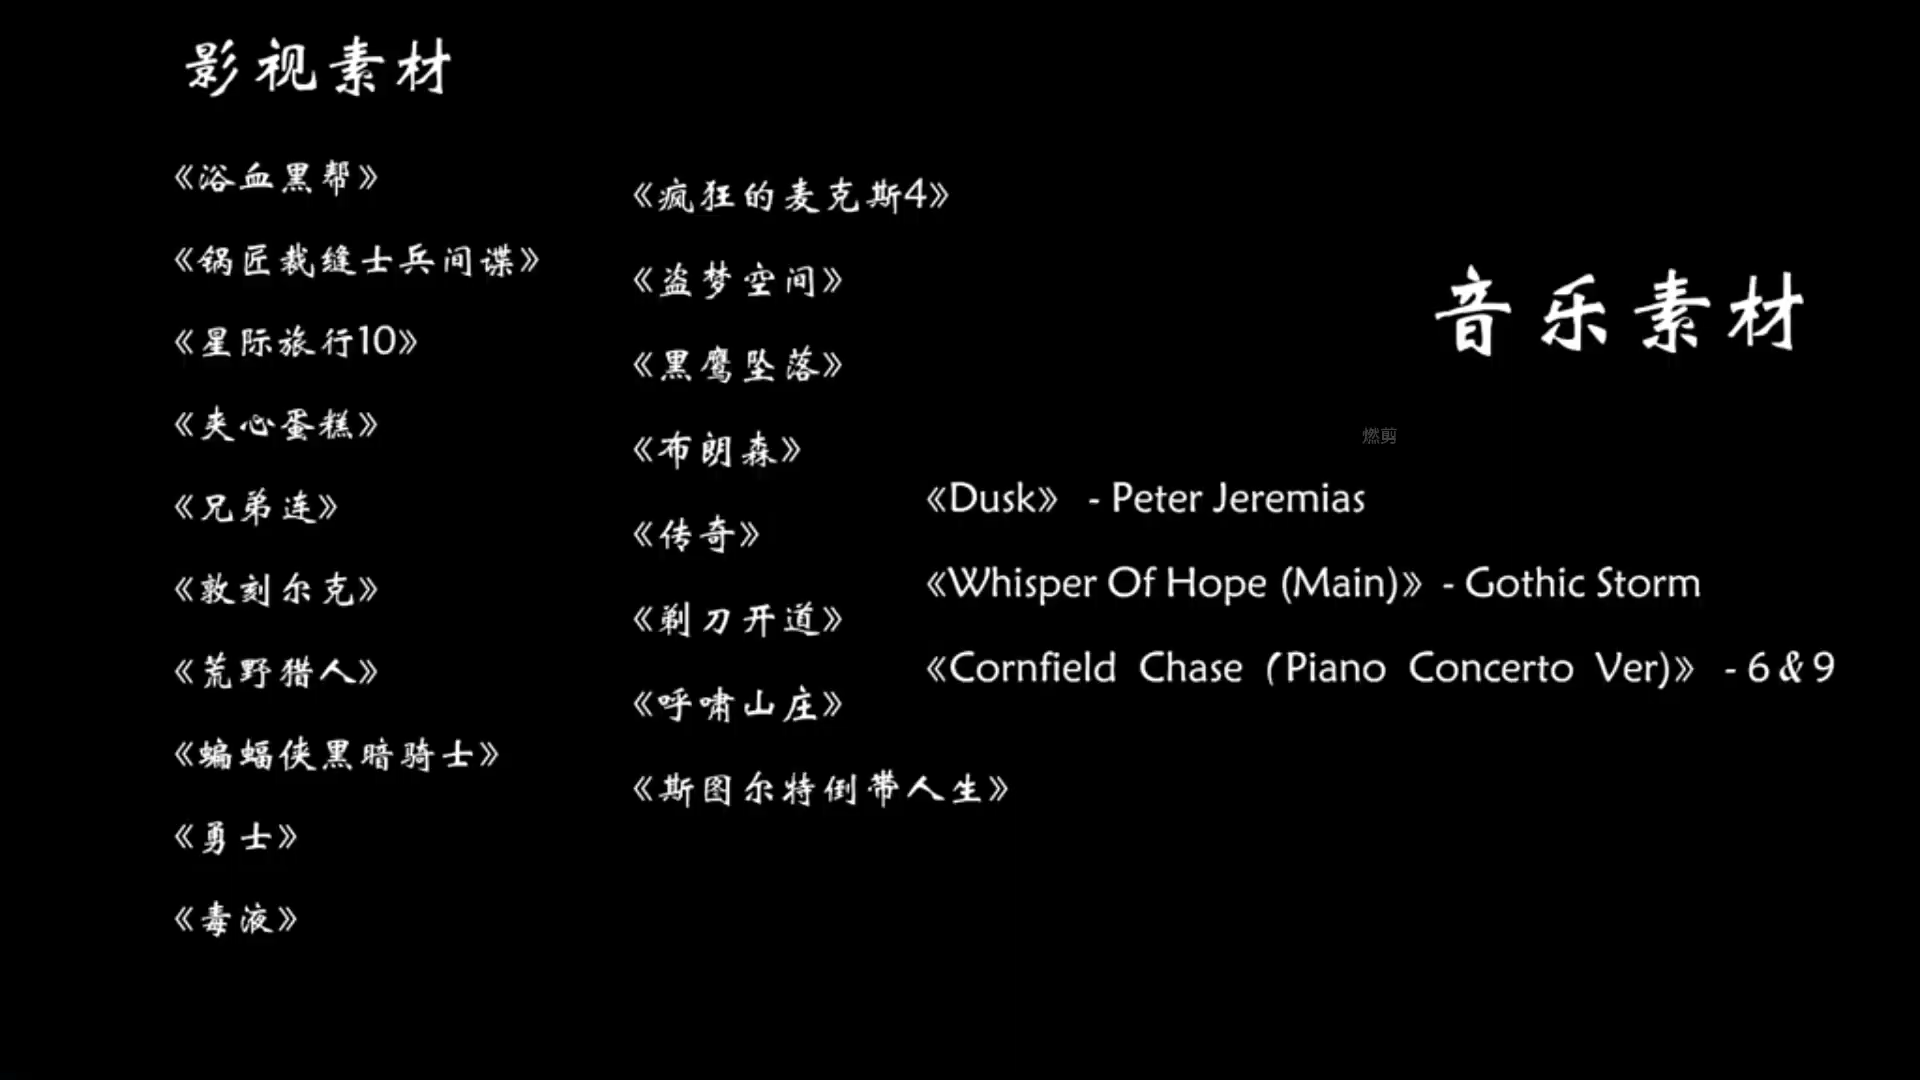 影视素材
《浴血黑帮》
《锅匠裁缝士兵间谍》
《星际旅行10》
《夹心蛋糕》
《兄弟连》
《敦刻尔克》
《荒野猎人》
《蝙蝠侠黑暗骑士》
《勇士》
《毒液》
《疯狂的麦克斯4》
《盗梦空间》
《黑鹰坠落》
《布朗森》
《传奇》
《剃刀开道》
《呼啸山庄》
《斯图尔特倒带人生》
音乐素材
燃剪
《Dusk》 - Peter Jeremias
《Whisper Of Hope (Main)》 - Gothic Storm
《Cornfield Chase (Piano Concerto Ver)》 - 6&9